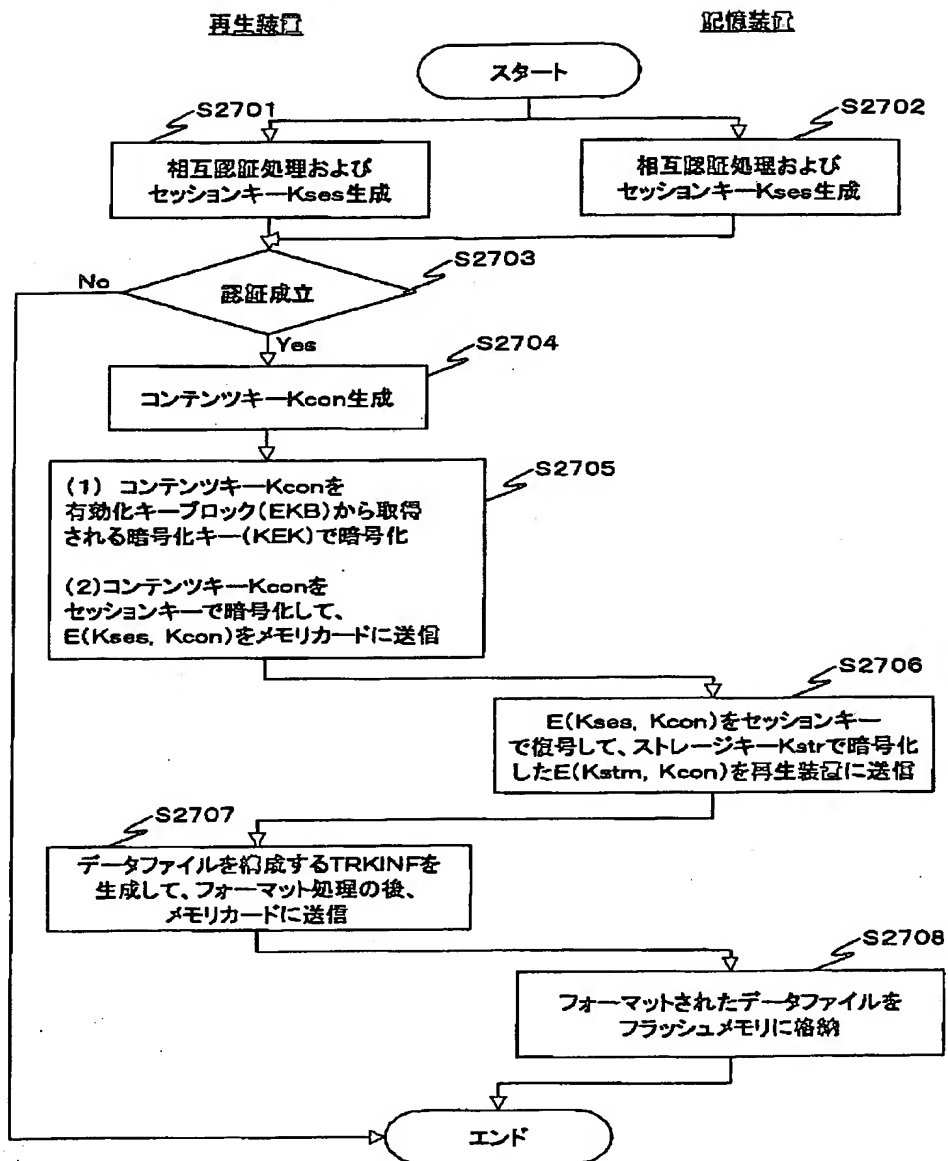 再生装置
記憶装置
スタート
S2701
S2702
相互認証処理および
セッションキーKses生成
相互認証処理および
セッションキーKses生成
S2703
No
認証成立
Yes
S2704
コンテンツキーKcon生成
S2705
(1) コンテンツキーKconを
有効化キーブロック(EKB)から取得
される暗号化キー(KEK)で暗号化
(2)コンテンツキーKconを
セッションキーで暗号化して、
E(Kses, Kcon)をメモリカードに送信
S2706
E(Kses, Kcon)をセッションキー
で復号して、ストレージキーKstrで暗号化
したE(Kstm, Kcon)を再生装置に送信
S2707
データファイルを構成するTRKINFを
生成して、フォーマット処理の後、
メモリカードに送信
S2708
フォーマットされたデータファイルを
フラッシュメモリに格納
エンド